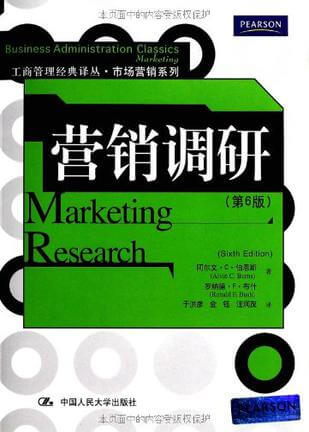 本页面中的内容受版权保护
PEARSON
Business Administration Classics
Marketing
工商管理经典译丛·市场营销系列
营销调研
(第6版)
Marketing
Research
(Sixth Edition)
阿尔文·C·伯恩斯
(Alvin C. Burns)
著
罗纳德·F·布什
(Ronald F. Bush)
于洪彦 金钰 汪润茂 译
中国人民大学出版社
PEARSON
本页面中的内容受版权保护